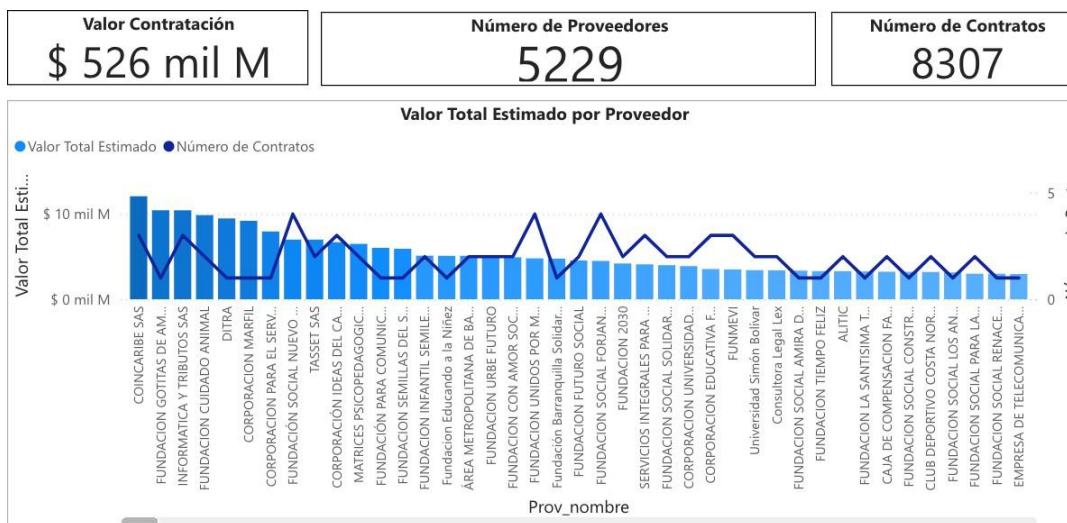 Valor Contratación
$ 526 mil M
Número de Proveedores
5229
Número de Contratos
8307
Valor Total Estimado por Proveedor
Valor Total Estimado
Número de Contratos
Valor Total Esti...
$ 10 mil M
$ 0 mil M
5
0
COINCARIBE SAS
FUNDACION GOTITAS DE AM...
INFORMATICA Y TRIBUTOS SAS
FUNDACION CUIDADO ANIMAL
DITRA
CORPORACION MARFIL
CORPORACION PARA EL SERV...
FUNDACIÓN SOCIAL NUEVO ...
TASSET SAS
CORPORACIÓN IDEAS DEL CA...
MATRICES PSICOPEDAGOGIC...
FUNDACIÓN PARA COMUNIC...
FUNDACION SEMILLAS DEL S...
FUNDACION INFANTIL SEMILE...
Fundacion Educando a la Niñez
ÁREA METROPOLITANA DE BA...
FUNDACION URBE FUTURO
FUNDACION CON AMOR SOC...
FUNDACION UNIDOS POR M...
Fundación Barranquilla Solidar...
FUNDACION FUTURO SOCIAL
FUNDACION SOCIAL FORJAN...
FUNDACION 2030
SERVICIOS INTEGRALES PARA ...
FUNDACION SOCIAL SOLIDAR...
CORPORACION UNIVERSIDAD...
CORPORACION EDUCATIVA F...
FUNMEVI
Universidad Simón Bolívar
Consultora Legal Lex
FUNDACION SOCIAL AMIRA D...
FUNDACION TIEMPO FELIZ
ALITIC
FUNDACION LA SANTISIMA T...
CAJA DE COMPENSACION FA...
FUNDACION SOCIAL CONSTR...
CLUB DEPORTIVO COSTA NOR...
FUNDACION SOCIAL LOS AN...
FUNDACION SOCIAL PARA LA...
FUNDACION SOCIAL RENACE...
EMPRESA DE TELECOMUNICA...
Prov_nombre